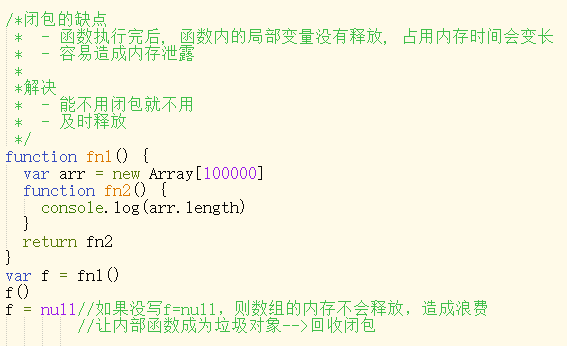 /*闭包的缺点
 *  - 函数执行完后, 函数内的局部变量没有释放, 占用内存时间会变长
 *  - 容易造成内存泄露
 *
 *解决
 *  - 能不用闭包就不用
 *  - 及时释放
 */
function fn1() {
  var arr = new Array[100000]
  function fn2() {
    console.log(arr.length)
  }
  return fn2
}
var f = fn1()
f()
f = null//如果没写f=null，则数组的内存不会释放，造成浪费
        //让内部函数成为垃圾对象-->回收闭包